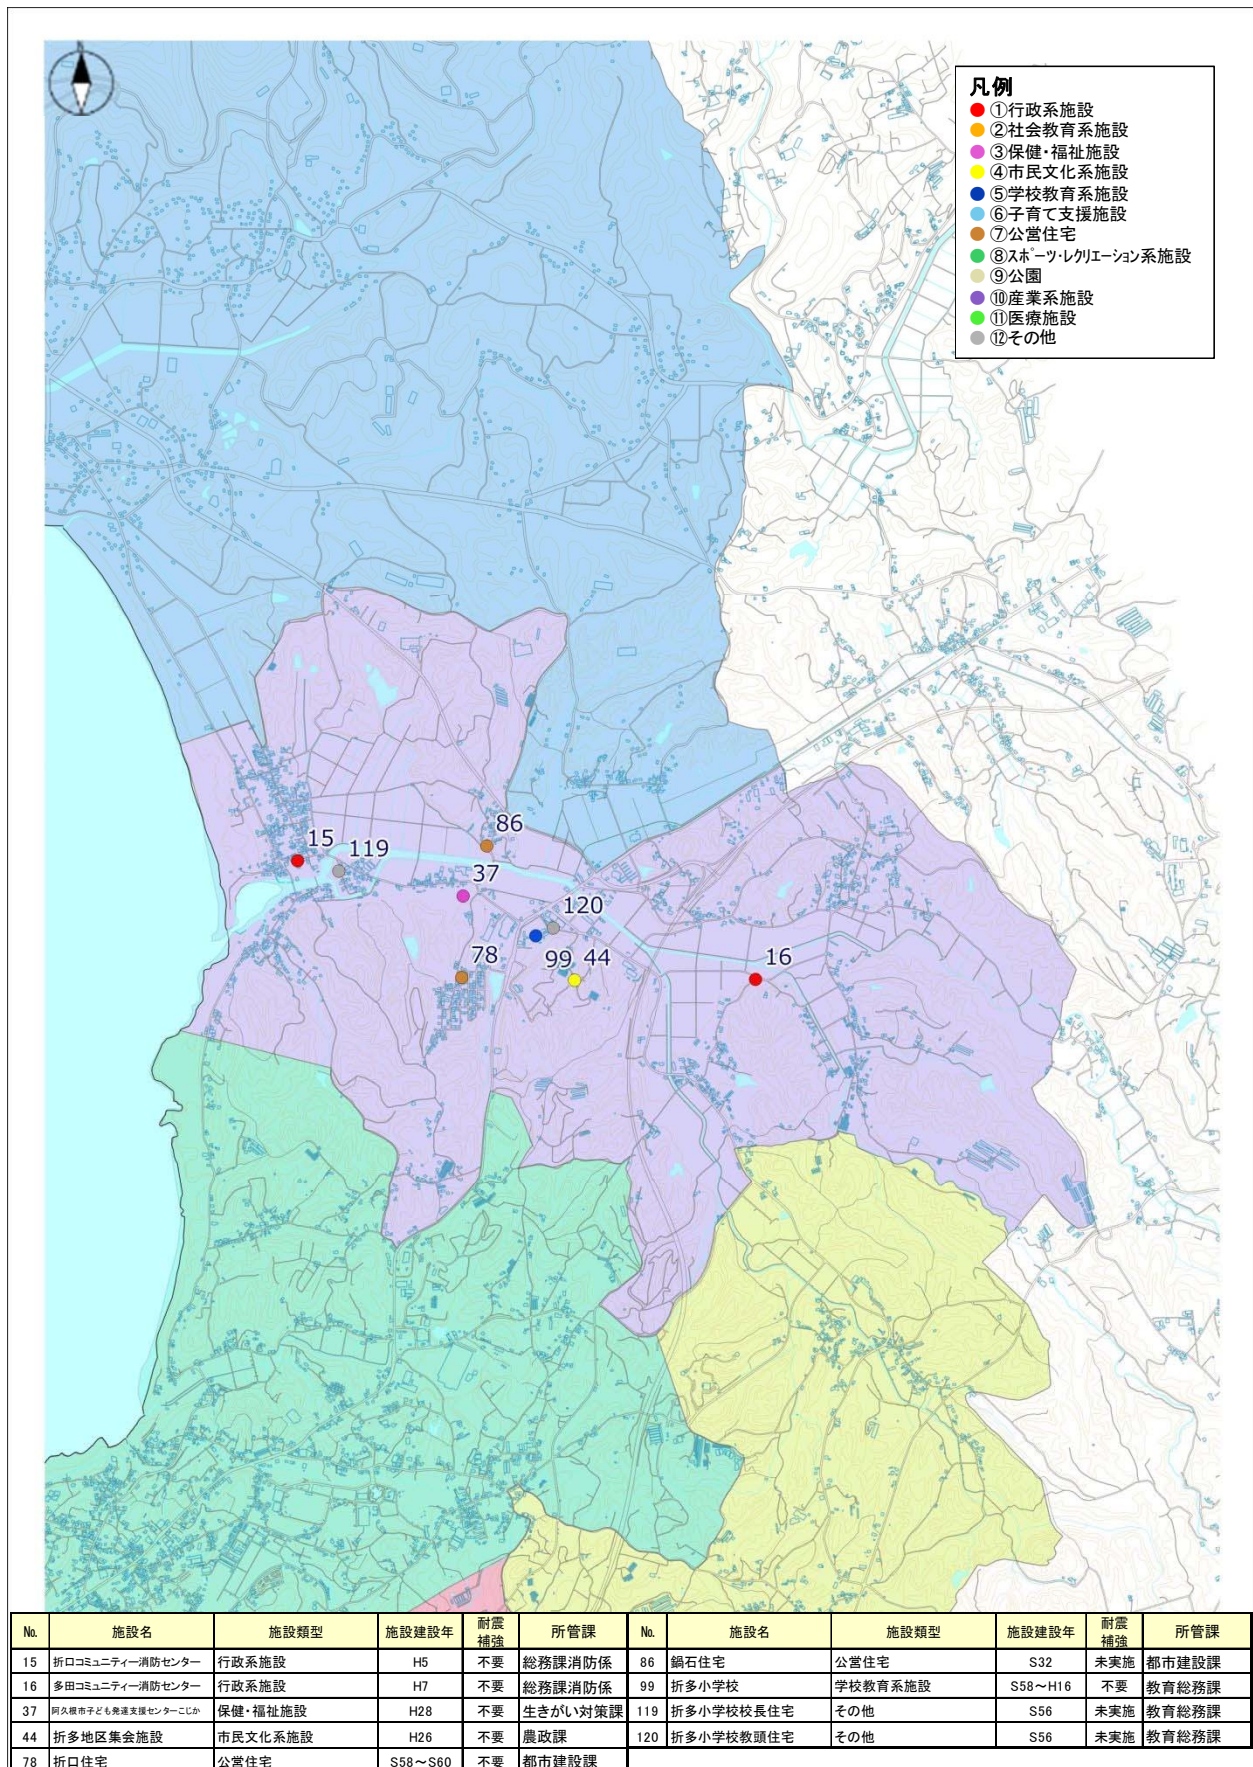 凡例
①行政系施設
②社会教育系施設
③保健・福祉施設
④市民文化系施設
⑤学校教育系施設
⑥子育て支援施設
⑦公営住宅
⑧スポーツ・レクリエーション系施設
⑨公園
⑩産業系施設
⑪医療施設
⑫その他
86
15
119
37
120
78
99
44
16
No. 施設名 施設類型 施設建設年 耐震補強 所管課 No. 施設名 施設類型 施設建設年 耐震補強 所管課
15 折口コミュニティー消防センター 行政系施設 H5 不要 総務課消防係 86 鍋石住宅 公営住宅 S32 未実施 都市建設課
16 多田コミュニティー消防センター 行政系施設 H7 不要 総務課消防係 99 折多小学校 学校教育系施設 S58～H16 不要 教育総務課
37 阿久根市子ども発達支援センターこじか 保健・福祉施設 H28 不要 生きがい対策課 119 折多小学校校長住宅 その他 S56 未実施 教育総務課
44 折多地区集会施設 市民文化系施設 H26 不要 農政課 120 折多小学校教頭住宅 その他 S56 未実施 教育総務課
78 折口住宅 公営住宅 S58～S60 不要 都市建設課